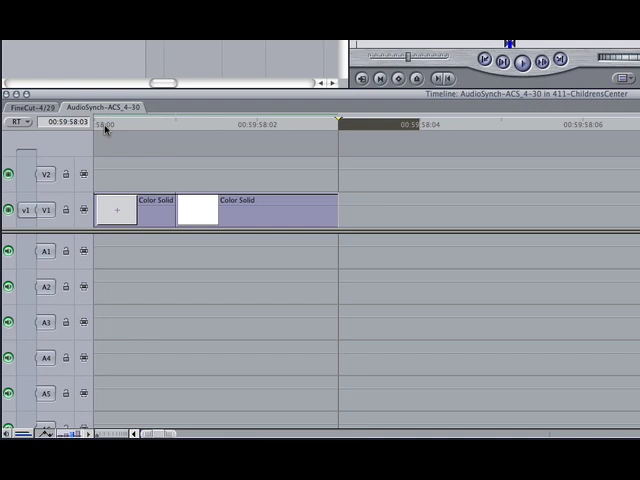 Timeline: AudioSynch-ACS_4-30 in 411-ChildrensCenter
FineCut-4/29 AudioSynch-ACS_4-30
RT 00:59:58:03 58:00 00:59:58:02 00:59:58:04 00:59:58:06
V2
v1 V1 Color Solid Color Solid
A1
A2
A3
A4
A5